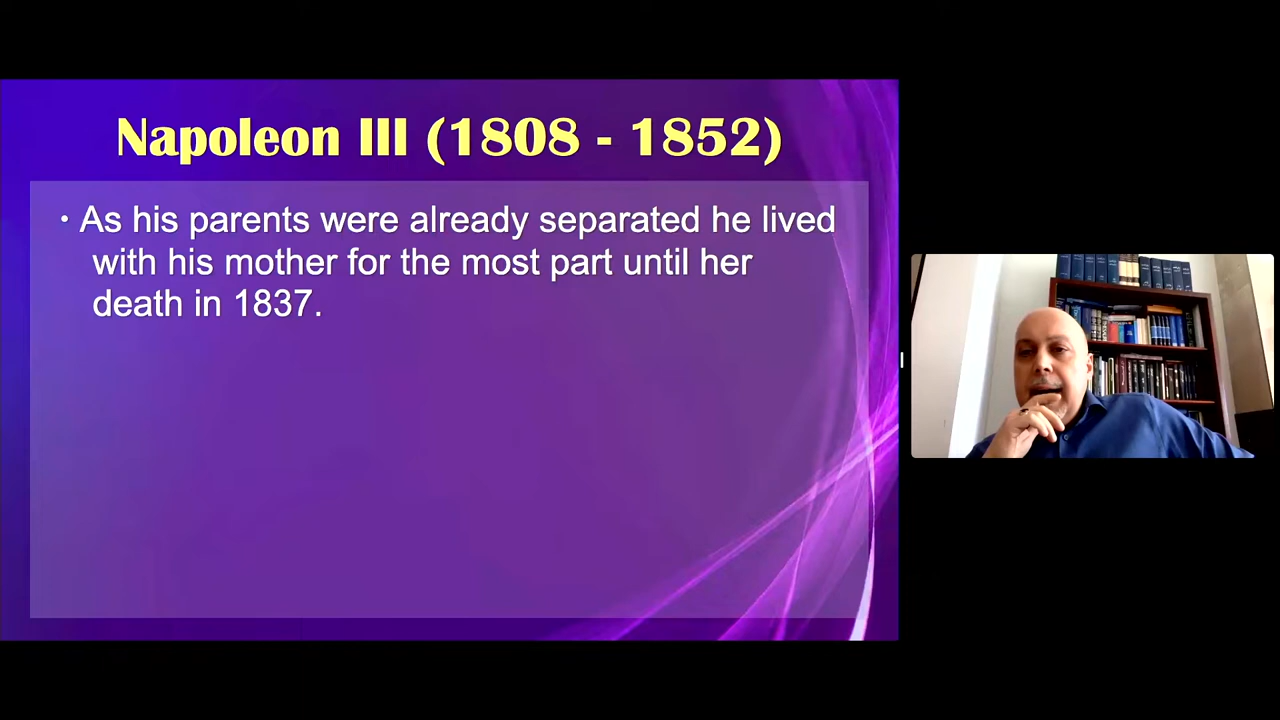 Napoleon III (1808 - 1852)
• As his parents were already separated he lived
with his mother for the most part until her
death in 1837.